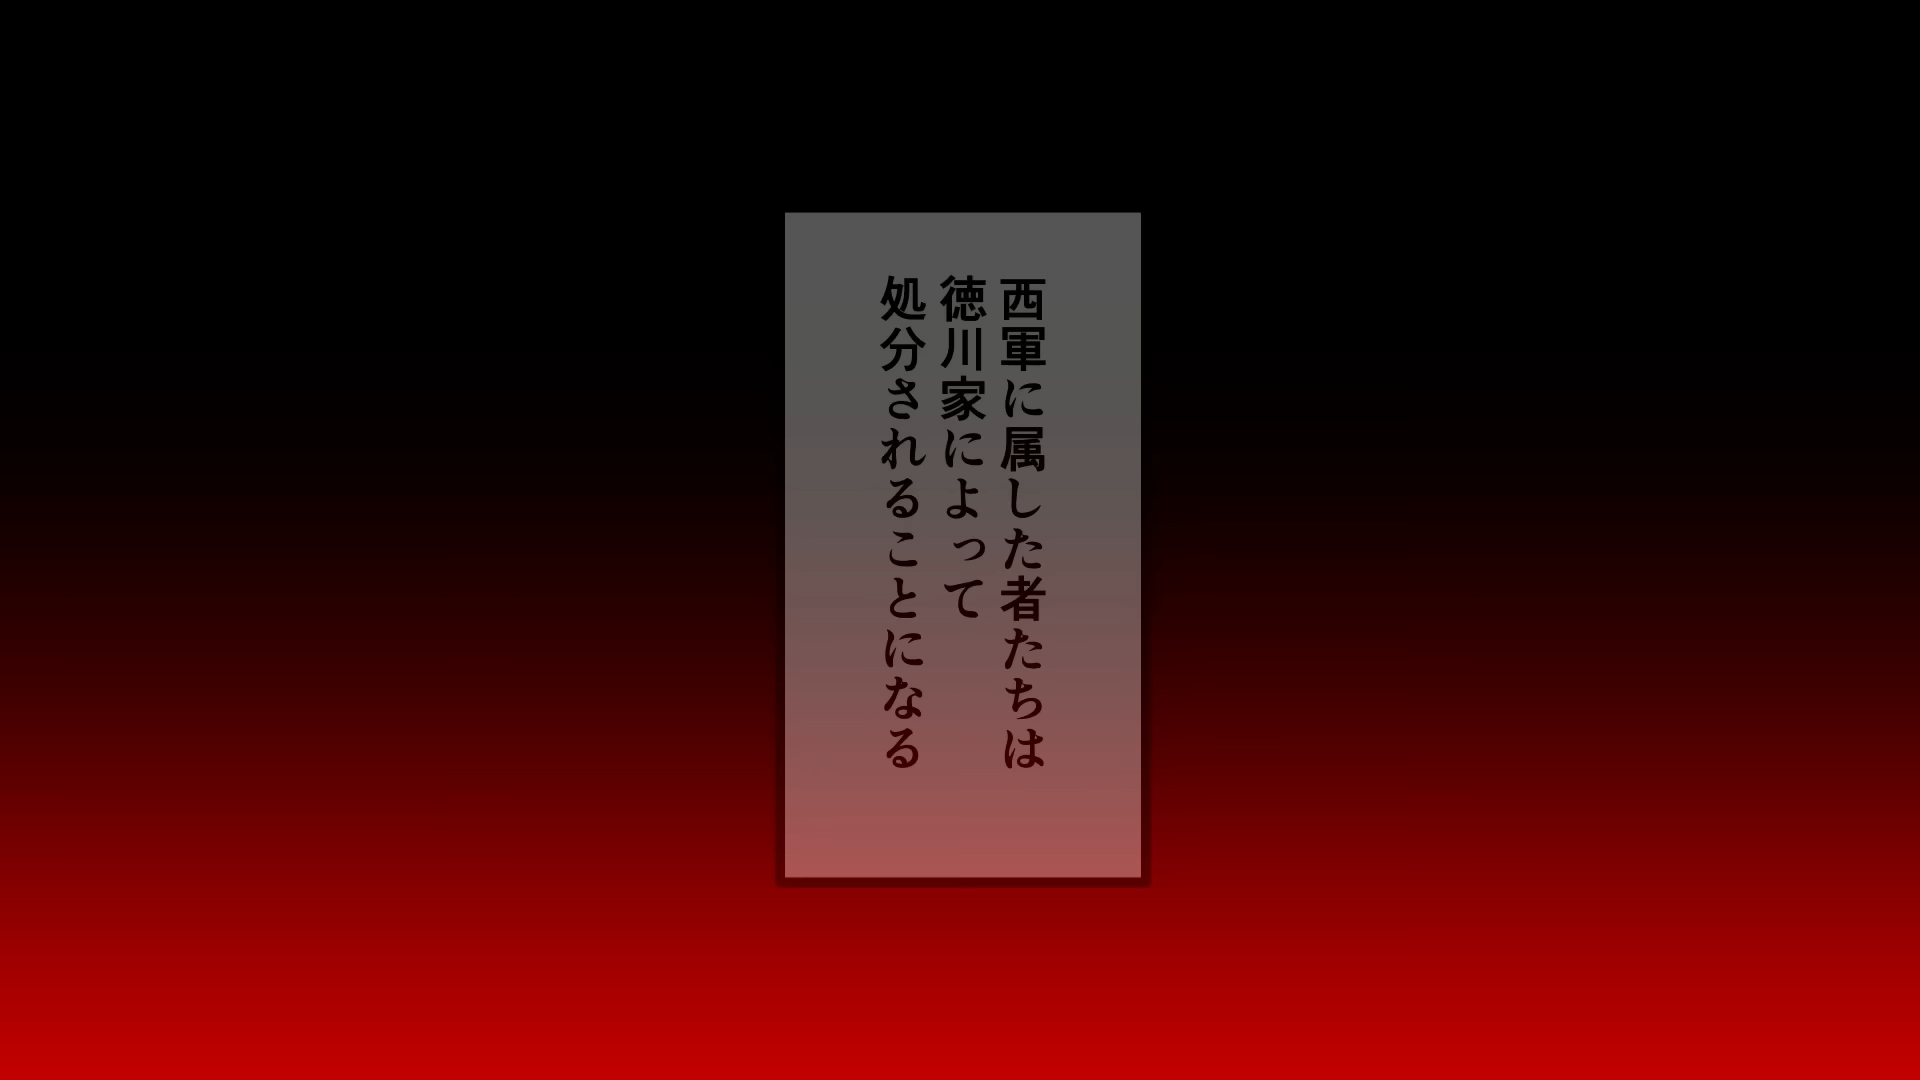 西軍に属した者たちは
徳川家によって
処分されることになる